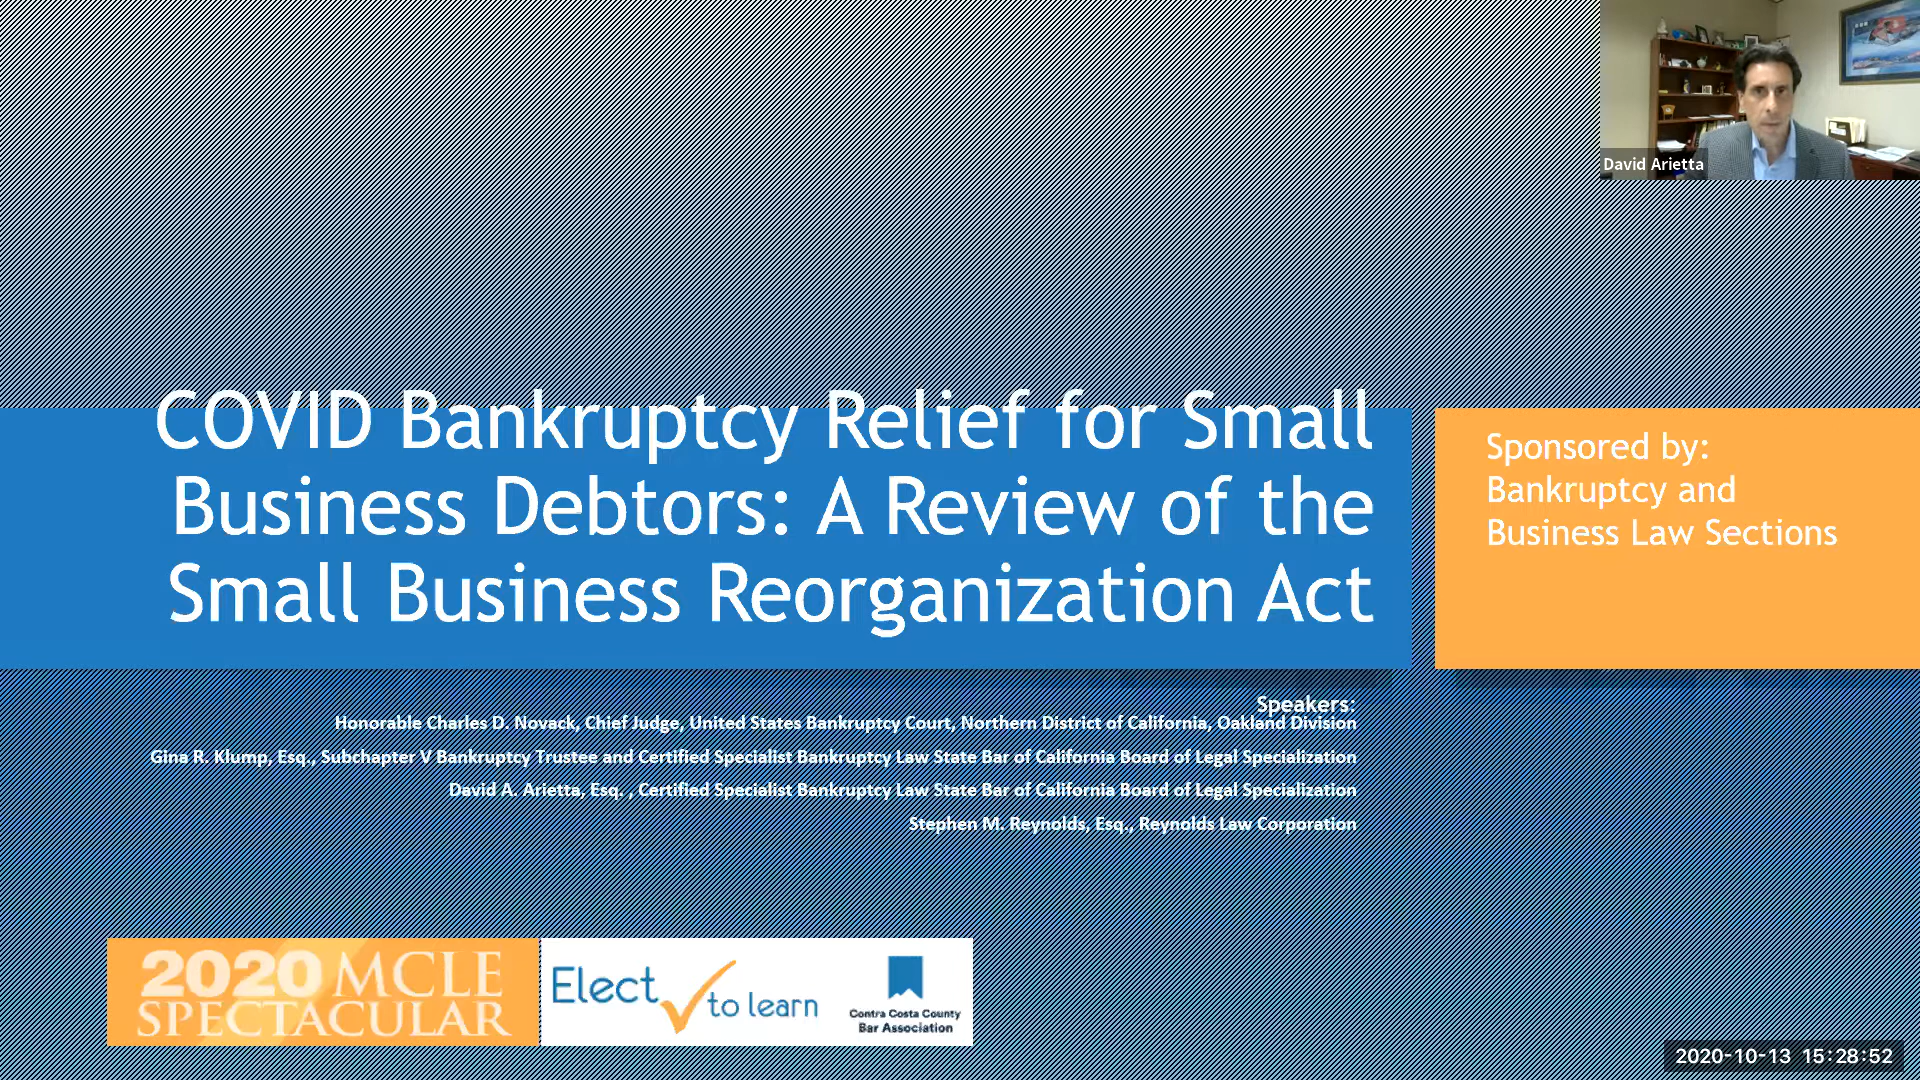 David Arietta
COVID Bankruptcy Relief for Small
Business Debtors: A Review of the
Small Business Reorganization Act
Sponsored by:
Bankruptcy and
Business Law Sections
Speakers:
Honorable Charles D. Novack, Chief Judge, United States Bankruptcy Court, Northern District of California, Oakland Division
Gina R. Klump, Esq., Subchapter V Bankruptcy Trustee and Certified Specialist Bankruptcy Law State Bar of California Board of Legal Specialization
David A. Arietta, Esq. , Certified Specialist Bankruptcy Law State Bar of California Board of Legal Specialization
Stephen M. Reynolds, Esq., Reynolds Law Corporation
2020 MCLE
SPECTACULAR
Elect
to learn
Contra Costa County
Bar Association
2020-10-13 15:28:52